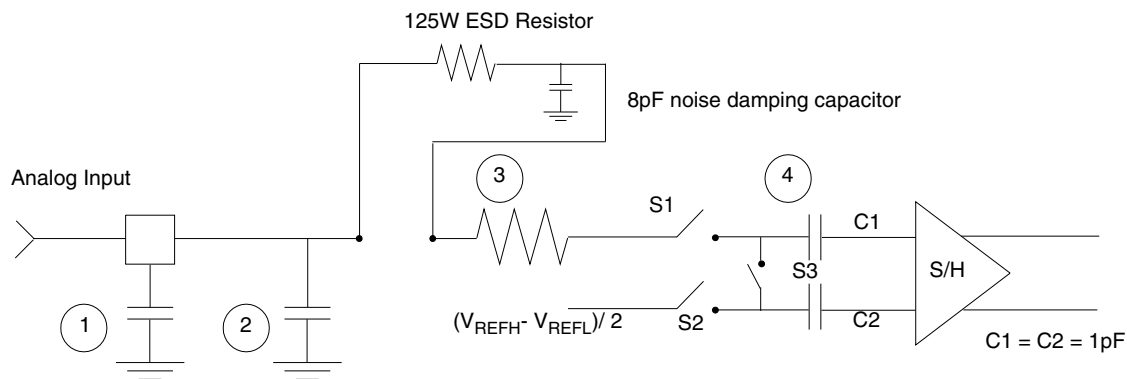 125W ESD Resistor
8pF noise damping capacitor
Analog Input
3
4
S1
C1
S3
S/H
1
2
(VREFH- VREFL)/ 2
S2
C2
C1 = C2 = 1pF